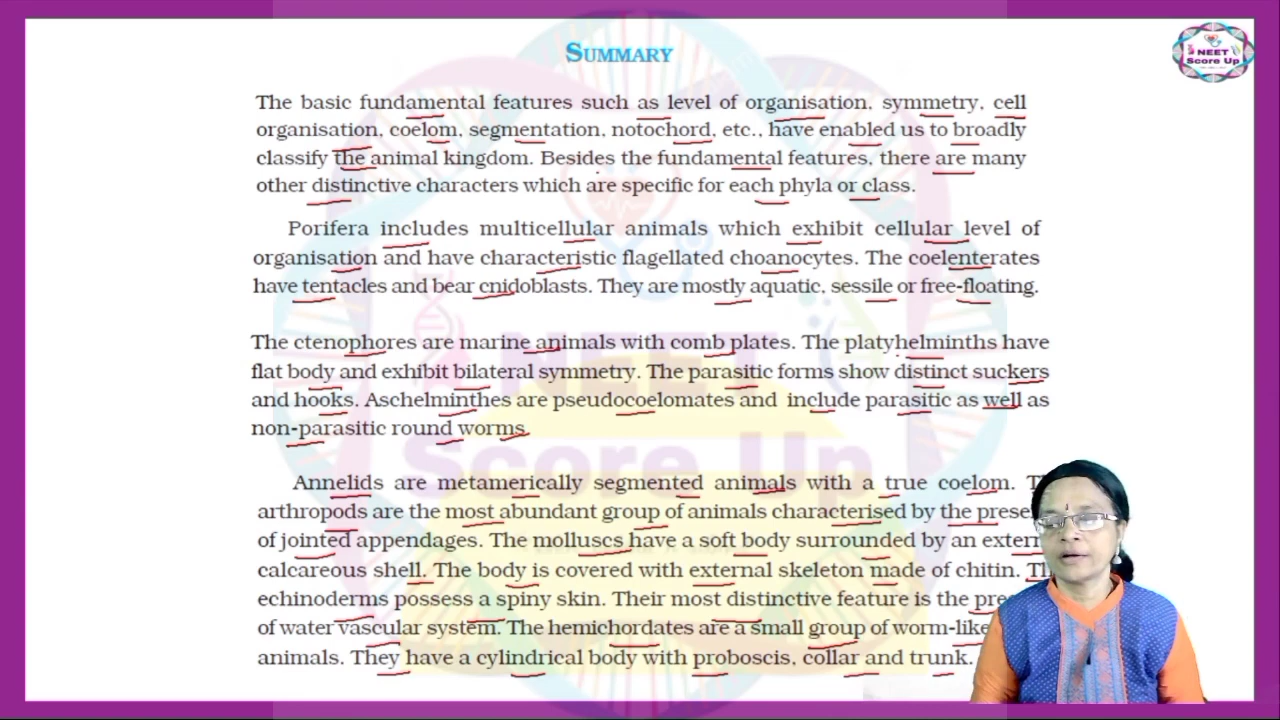 SUMMARY
NEET
Score Up
The basic fundamental features such as level of organisation, symmetry, cell
organisation, coelom, segmentation, notochord, etc., have enabled us to broadly
classify the animal kingdom. Besides the fundamental features, there are many
other distinctive characters which are specific for each phyla or class.
Porifera includes multicellular animals which exhibit cellular level of
organisation and have characteristic flagellated choanocytes. The coelenterates
have tentacles and bear cnidoblasts. They are mostly aquatic, sessile or free-floating.
The ctenophores are marine animals with comb plates. The platyhelminths have
flat body and exhibit bilateral symmetry. The parasitic forms show distinct suckers
and hooks. Aschelminthes are pseudocoelomates and include parasitic as well as
non-parasitic round worms.
Annelids are metamerically segmented animals with a true coelom.
arthropods are the most abundant group of animals characterised by the
of jointed appendages. The molluscs have a soft body surrounded by an
calcareous shell. The body is covered with external skeleton made of chitin.
echinoderms possess a spiny skin. Their most distinctive feature is the
of water vascular system. The hemichordates are a small group of worm-like
animals. They have a cylindrical body with proboscis, collar and trunk.
NEET
Score Up